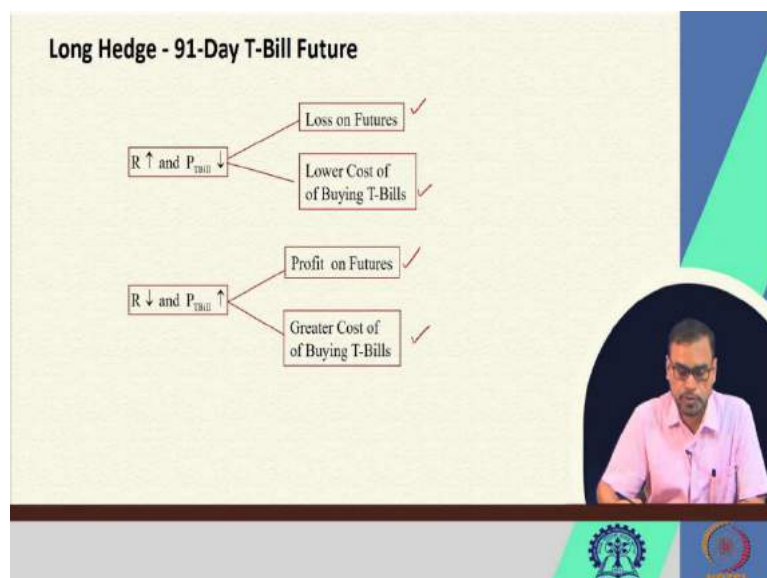 Long Hedge - 91-Day T-Bill Future
Loss on Futures
R ↑ and P_TBill ↓
Lower Cost of
of Buying T-Bills
Profit on Futures
R ↓ and P_TBill ↑
Greater Cost of
of Buying T-Bills